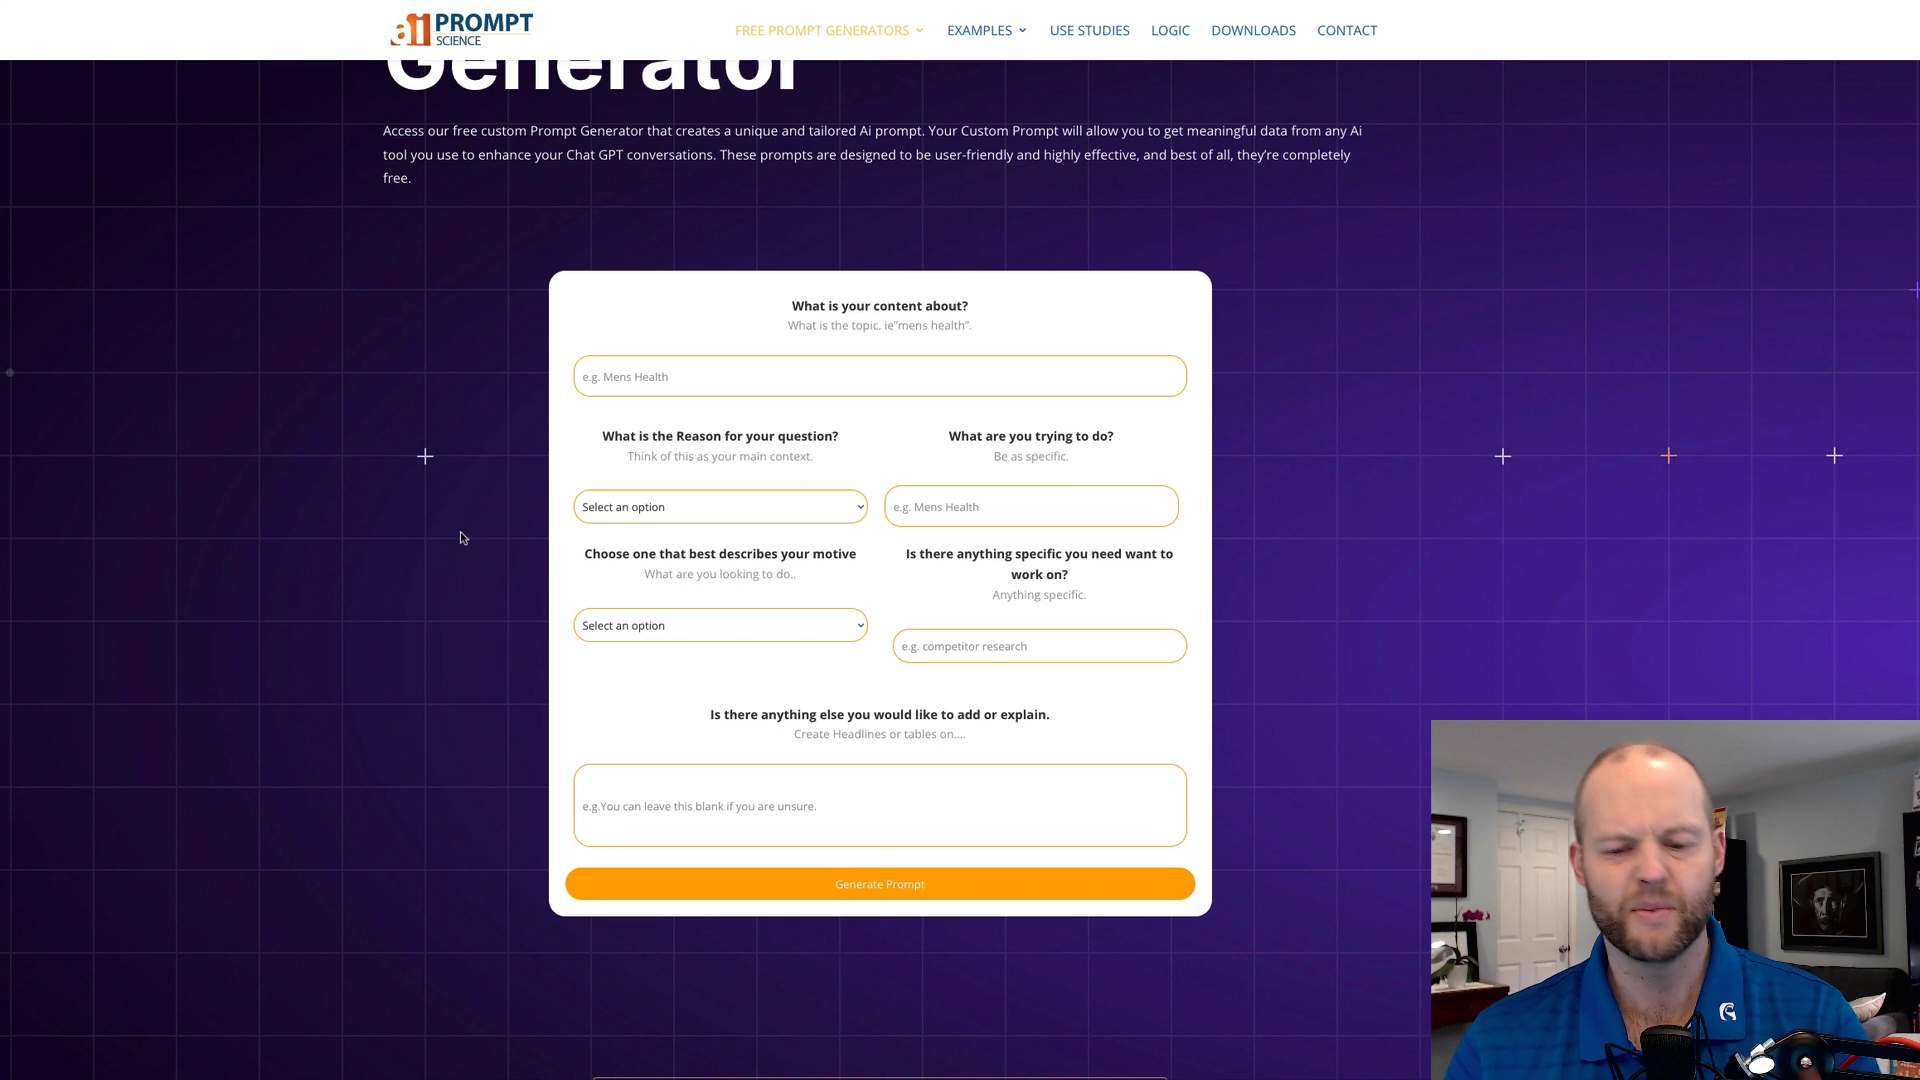 ai PROMPT
SCIENCE
FREE PROMPT GENERATORS
EXAMPLES
USE STUDIES
LOGIC
DOWNLOADS
CONTACT
Generator
Access our free custom Prompt Generator that creates a unique and tailored Ai prompt. Your Custom Prompt will allow you to get meaningful data from any Ai
tool you use to enhance your Chat GPT conversations. These prompts are designed to be user-friendly and highly effective, and best of all, they’re completely
free.
What is your content about?
What is the topic. ie”mens health”.
e.g. Mens Health
What is the Reason for your question?
Think of this as your main context.
Select an option
What are you trying to do?
Be as specific.
e.g. Mens Health
Choose one that best describes your motive
What are you looking to do..
Select an option
Is there anything specific you need want to
work on?
Anything specific.
e.g. competitor research
Is there anything else you would like to add or explain.
Create Headlines or tables on....
e.g.You can leave this blank if you are unsure.
Generate Prompt